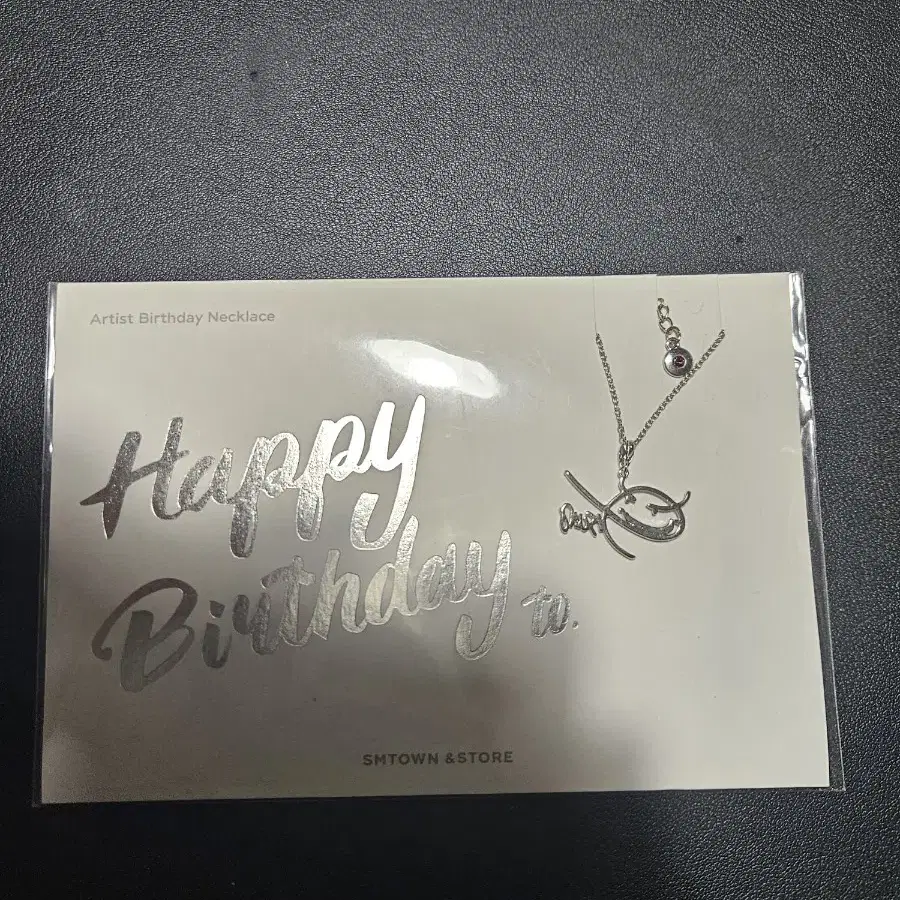 Artist Birthday Necklace
Happy
Birthday to.
SMTOWN &STORE